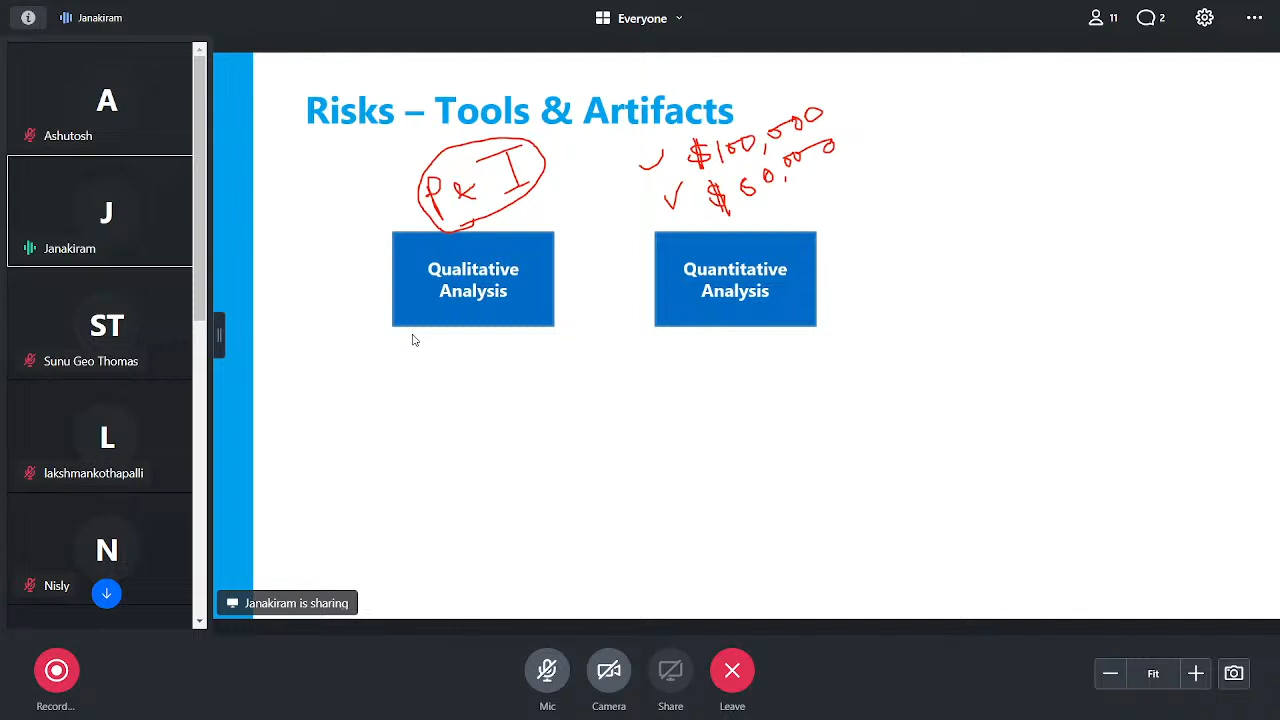 Janakiram
Everyone
11
2
A
Ashutosh
J
Janakiram
ST
Sunu Geo Thomas
L
lakshmankothapalli
N
Nisly
Risks – Tools & Artifacts
P & I
$100,000
$60,000
Qualitative
Analysis
Quantitative
Analysis
Janakiram is sharing
Record...
Mic
Camera
Share
Leave
Fit